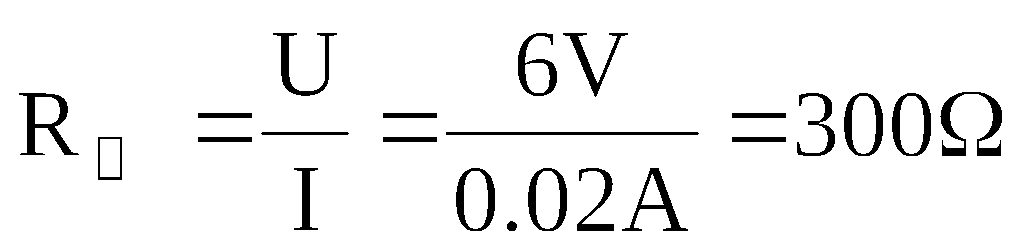 R▯ = U/I = 6V/0.02A = 300Ω